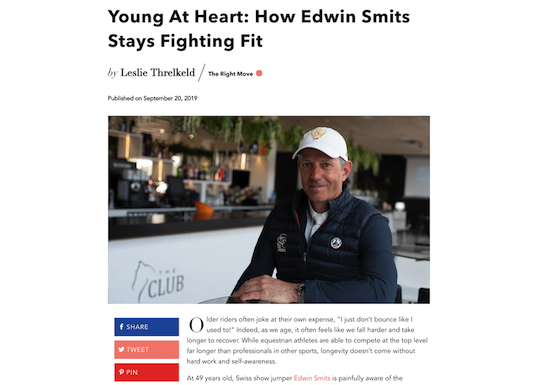 Young At Heart: How Edwin Smits
Stays Fighting Fit
by Leslie Threlkeld / The Right Move
Published on September 20, 2019
THE
CLUB
SHARE
TWEET
PIN
Older riders often joke at their own expense, "I just don't bounce like I
used to!" Indeed, as we age, it often feels like we fall harder and take
longer to recover. While equestrian athletes are able to compete at the top level
far longer than professionals in other sports, longevity doesn't come without
hard work and self-awareness.
At 49 years old, Swiss show jumper Edwin Smits is painfully aware of the